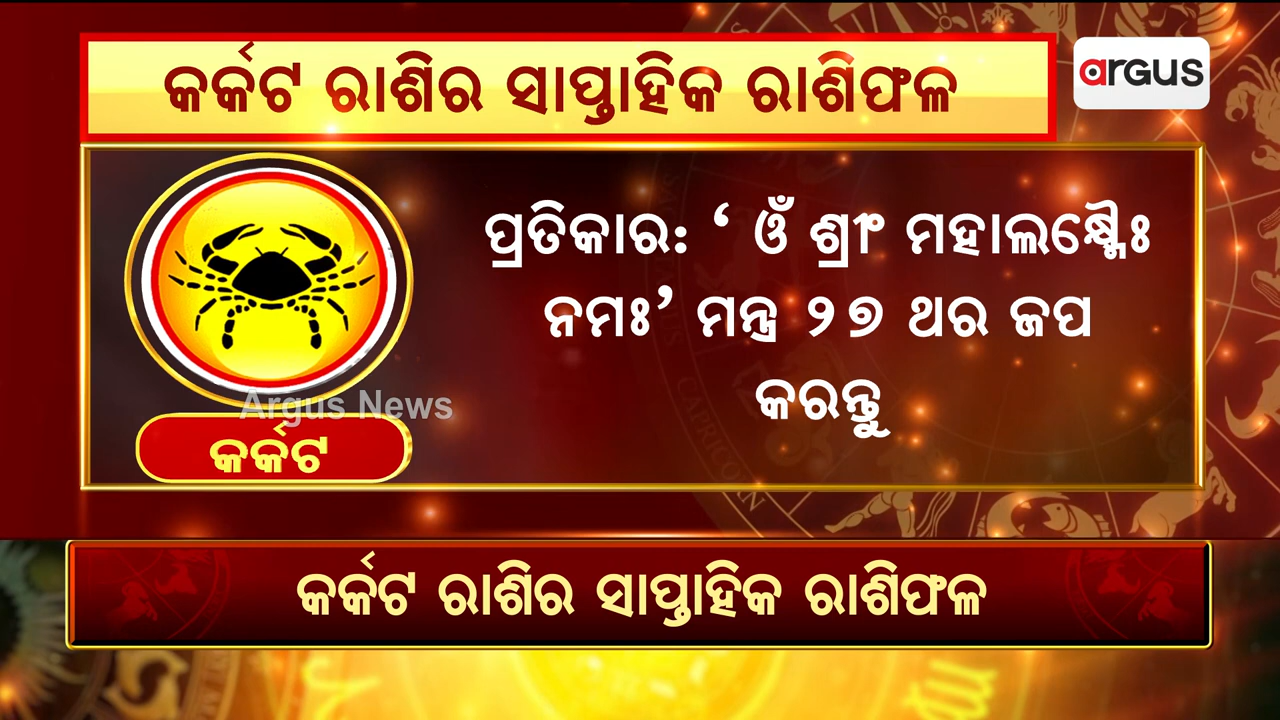 କର୍କଟ ରାଶିର ସାପ୍ତାହିକ ରାଶିଫଳ
argus
ପ୍ରତିକାର: ‘ ଓଁ ଶ୍ରୀଂ ମହାଲକ୍ଷ୍ମୈଃ
ନମଃ’ ମନ୍ତ୍ର ୨୭ ଥର ଜପ
କରନ୍ତୁ
Argus News
କର୍କଟ
CAPRICORN
କର୍କଟ ରାଶିର ସାପ୍ତାହିକ ରାଶିଫଳ